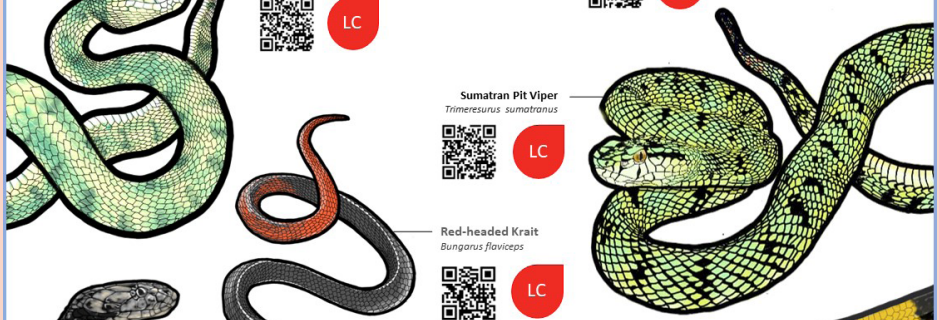 LC
Sumatran Pit Viper
Trimeresurus sumatranus
LC
Red-headed Krait
Bungarus flaviceps
LC